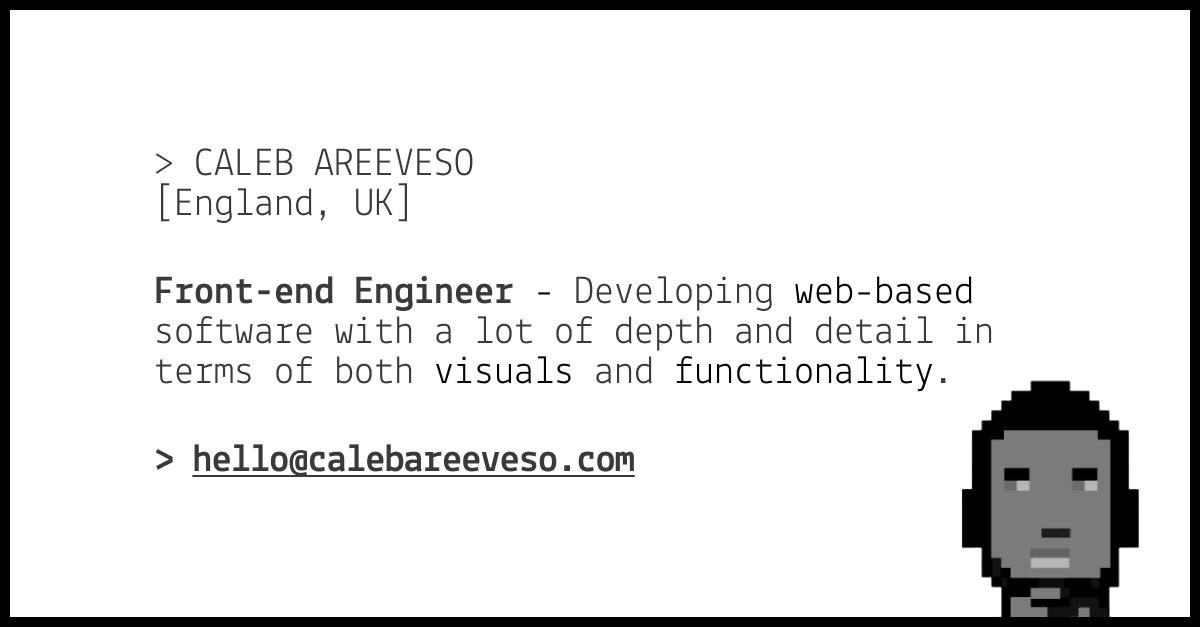 > CALEB AREEVESO
[England, UK]
Front-end Engineer - Developing web-based
software with a lot of depth and detail in
terms of both visuals and functionality.
> hello@calebareeveso.com